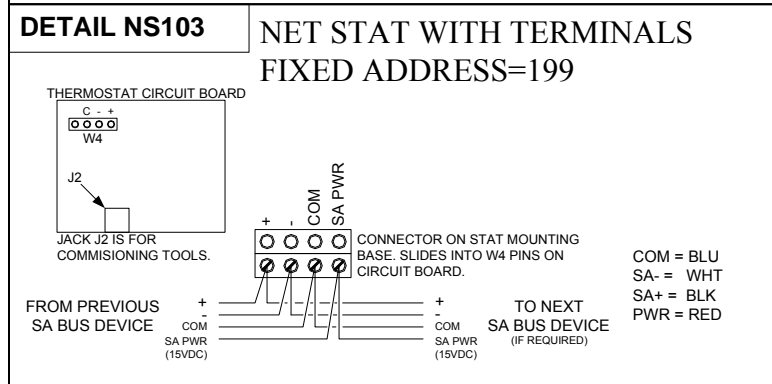 DETAIL NS103
NET STAT WITH TERMINALS
FIXED ADDRESS=199
THERMOSTAT CIRCUIT BOARD
C - +
W4
J2
JACK J2 IS FOR
COMMISIONING TOOLS.
+
-
COM
SA PWR
CONNECTOR ON STAT MOUNTING
BASE. SLIDES INTO W4 PINS ON
CIRCUIT BOARD.
COM = BLU
SA- = WHT
SA+ = BLK
PWR = RED
FROM PREVIOUS
SA BUS DEVICE
+
-
COM
SA PWR
(15VDC)
+
-
COM
SA PWR
(15VDC)
TO NEXT
SA BUS DEVICE
(IF REQUIRED)